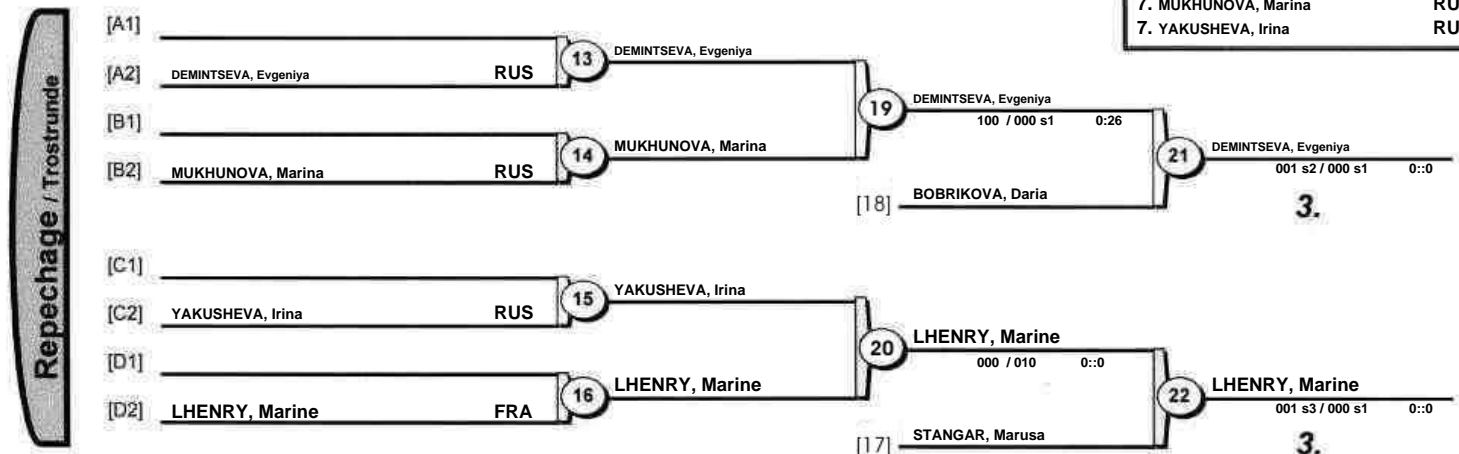 7. MUKHUNOVA, Marina RU
7. YAKUSHEVA, Irina RU
Repechage / Trostrunde
[A1]
[A2] DEMINTSEVA, Evgeniya RUS
13 DEMINTSEVA, Evgeniya
[B1]
[B2] MUKHUNOVA, Marina RUS
14 MUKHUNOVA, Marina
19 DEMINTSEVA, Evgeniya
100 / 000 s1 0:26
[18] BOBRIKOVA, Daria
21 DEMINTSEVA, Evgeniya
001 s2 / 000 s1 0::0
3.
[C1]
[C2] YAKUSHEVA, Irina RUS
15 YAKUSHEVA, Irina
[D1]
[D2] LHENRY, Marine FRA
16 LHENRY, Marine
20 LHENRY, Marine
000 / 010 0::0
[17] STANGAR, Marusa
22 LHENRY, Marine
001 s3 / 000 s1 0::0
3.